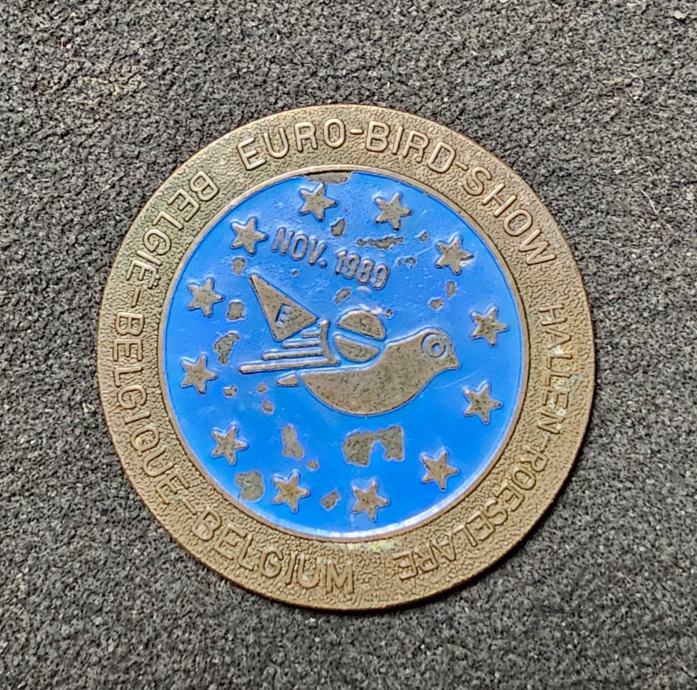 EURO-BIRD-SHOW
HALLEN-ROESELARE
BELGIË-BELGIQUE-BELGIUM
NOV. 1989
E